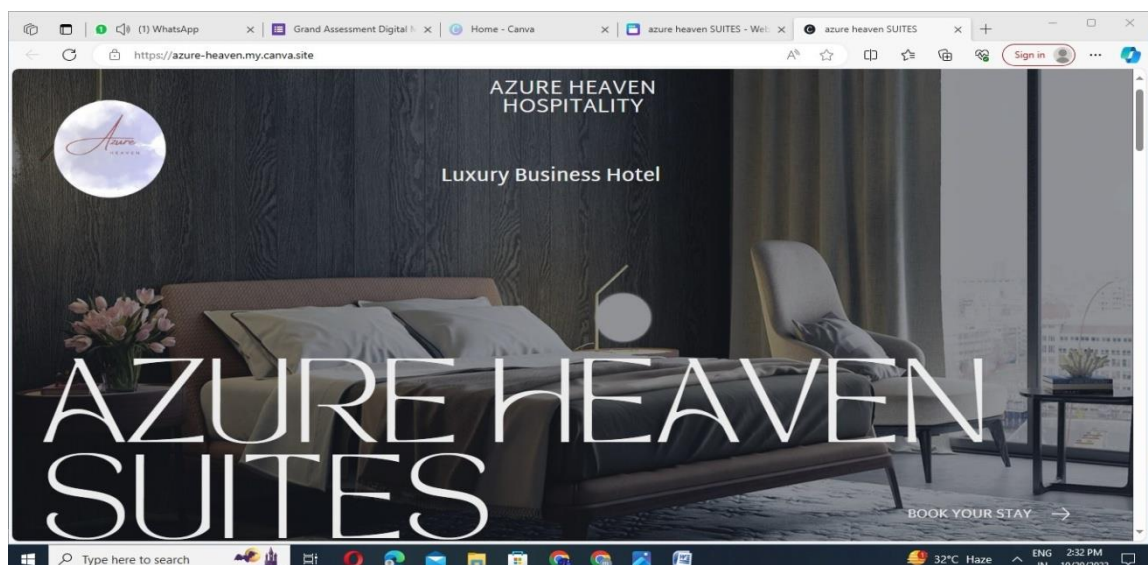 (1) WhatsApp
Grand Assessment Digital M
Home - Canva
azure heaven SUITES - Web
azure heaven SUITES
https://azure-heaven.my.canva.site
Sign in
AZURE HEAVEN
HOSPITALITY
Azure
HEAVEN
Luxury Business Hotel
AZURE HEAVEN
SUITES
BOOK YOUR STAY →
Type here to search
32°C Haze
ENG
IN
2:32 PM